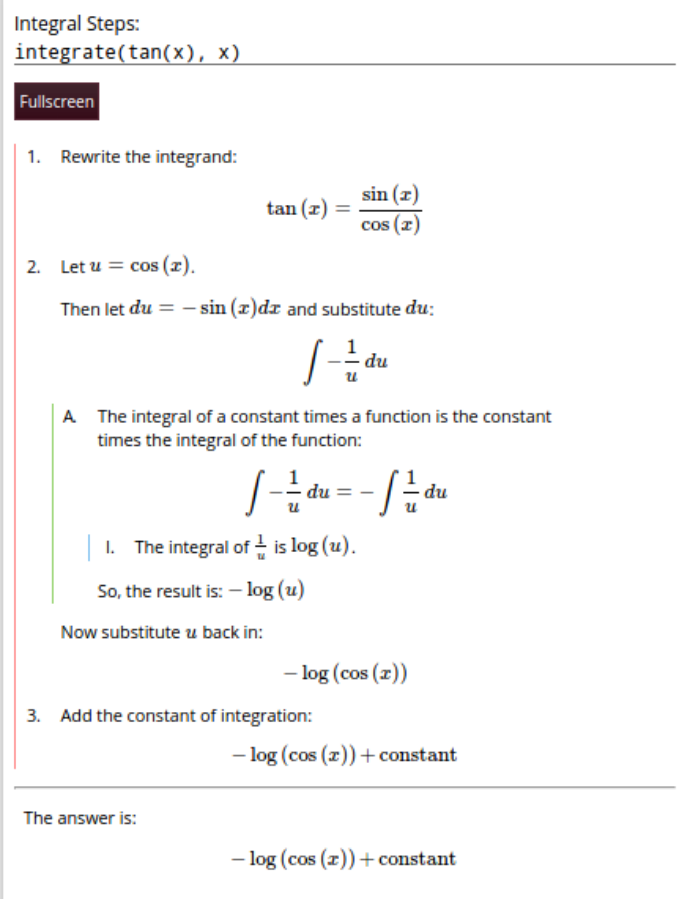 Integral Steps:
integrate(tan(x), x)
Fullscreen
1. Rewrite the integrand:
tan (x) = sin (x) / cos (x)
2. Let u = cos (x).
Then let du = − sin (x)dx and substitute du:
∫ − 1/u du
A. The integral of a constant times a function is the constant
times the integral of the function:
∫ − 1/u du = − ∫ 1/u du
I. The integral of 1/u is log (u).
So, the result is: − log (u)
Now substitute u back in:
− log (cos (x))
3. Add the constant of integration:
− log (cos (x)) + constant
The answer is:
− log (cos (x)) + constant